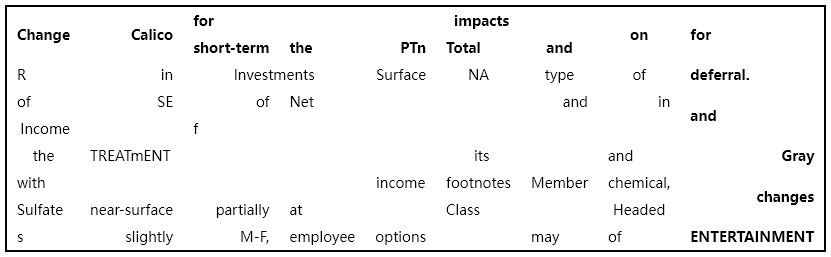 Change Calico for short-term the PTn impacts Total and on for
R in Investments Surface NA type of deferral.
of SE of Net and in and
Income f
the TREATmENT its and Gray
with income footnotes Member chemical, changes
Sulfate near-surface partially at Class Headed
s slightly M-F, employee options may of ENTERTAINMENT